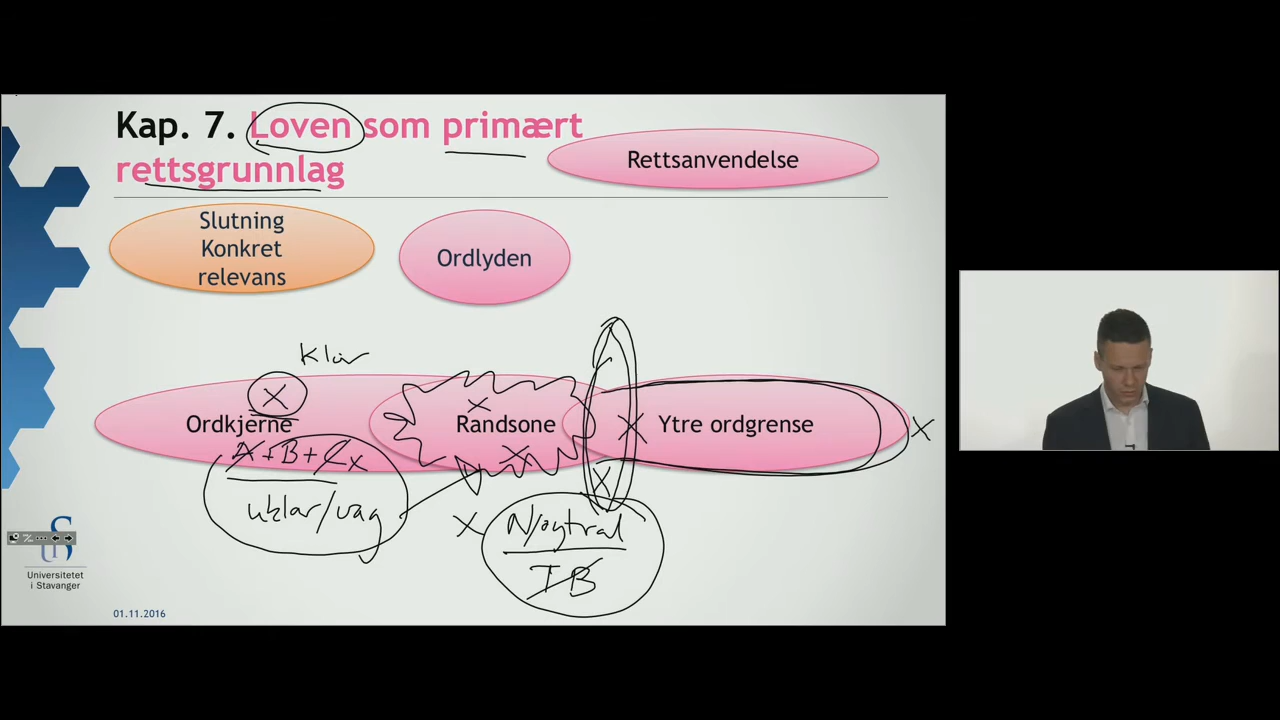 Kap. 7. Loven som primært
rettsgrunnlag
Rettsanvendelse
Slutning
Konkret
relevans
Ordlyden
Klar
X
Ordkjerne
Randsone
Ytre ordgrense
X
X
X
X
X
A+B+C x
uklar/vag
X
X
Nøytral
IB
Universitetet
i Stavanger
01.11.2016